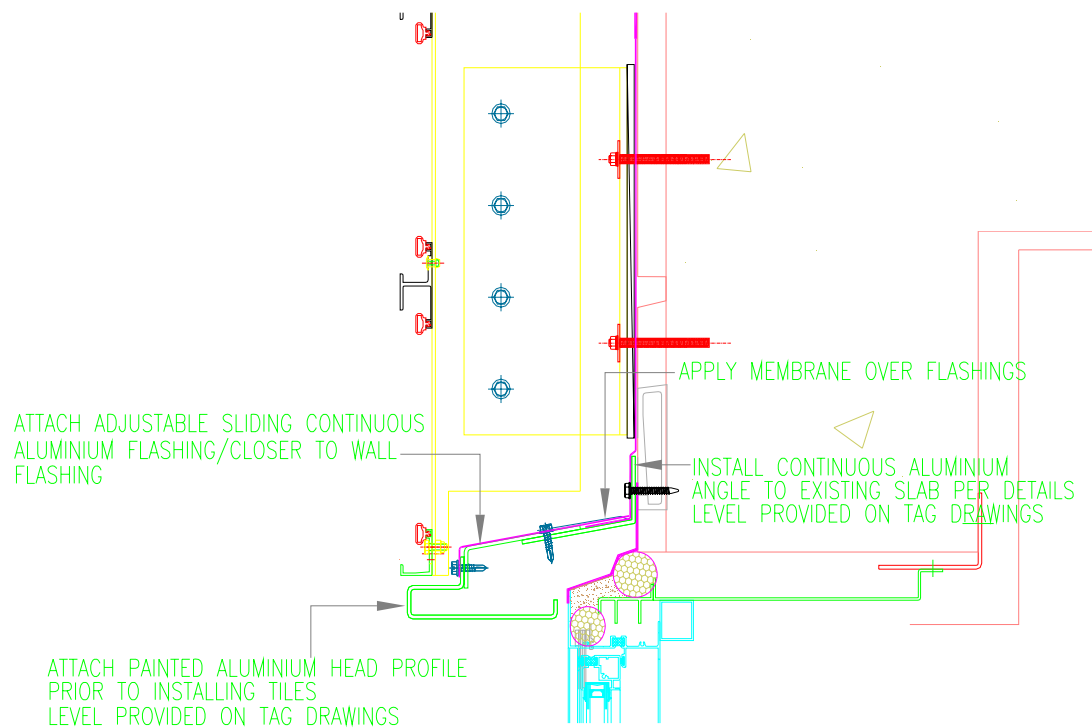 APPLY MEMBRANE OVER FLASHINGS
ATTACH ADJUSTABLE SLIDING CONTINUOUS
ALUMINIUM FLASHING/CLOSER TO WALL
FLASHING
INSTALL CONTINUOUS ALUMINIUM
ANGLE TO EXISTING SLAB PER DETAILS
LEVEL PROVIDED ON TAG DRAWINGS
ATTACH PAINTED ALUMINIUM HEAD PROFILE
PRIOR TO INSTALLING TILES
LEVEL PROVIDED ON TAG DRAWINGS